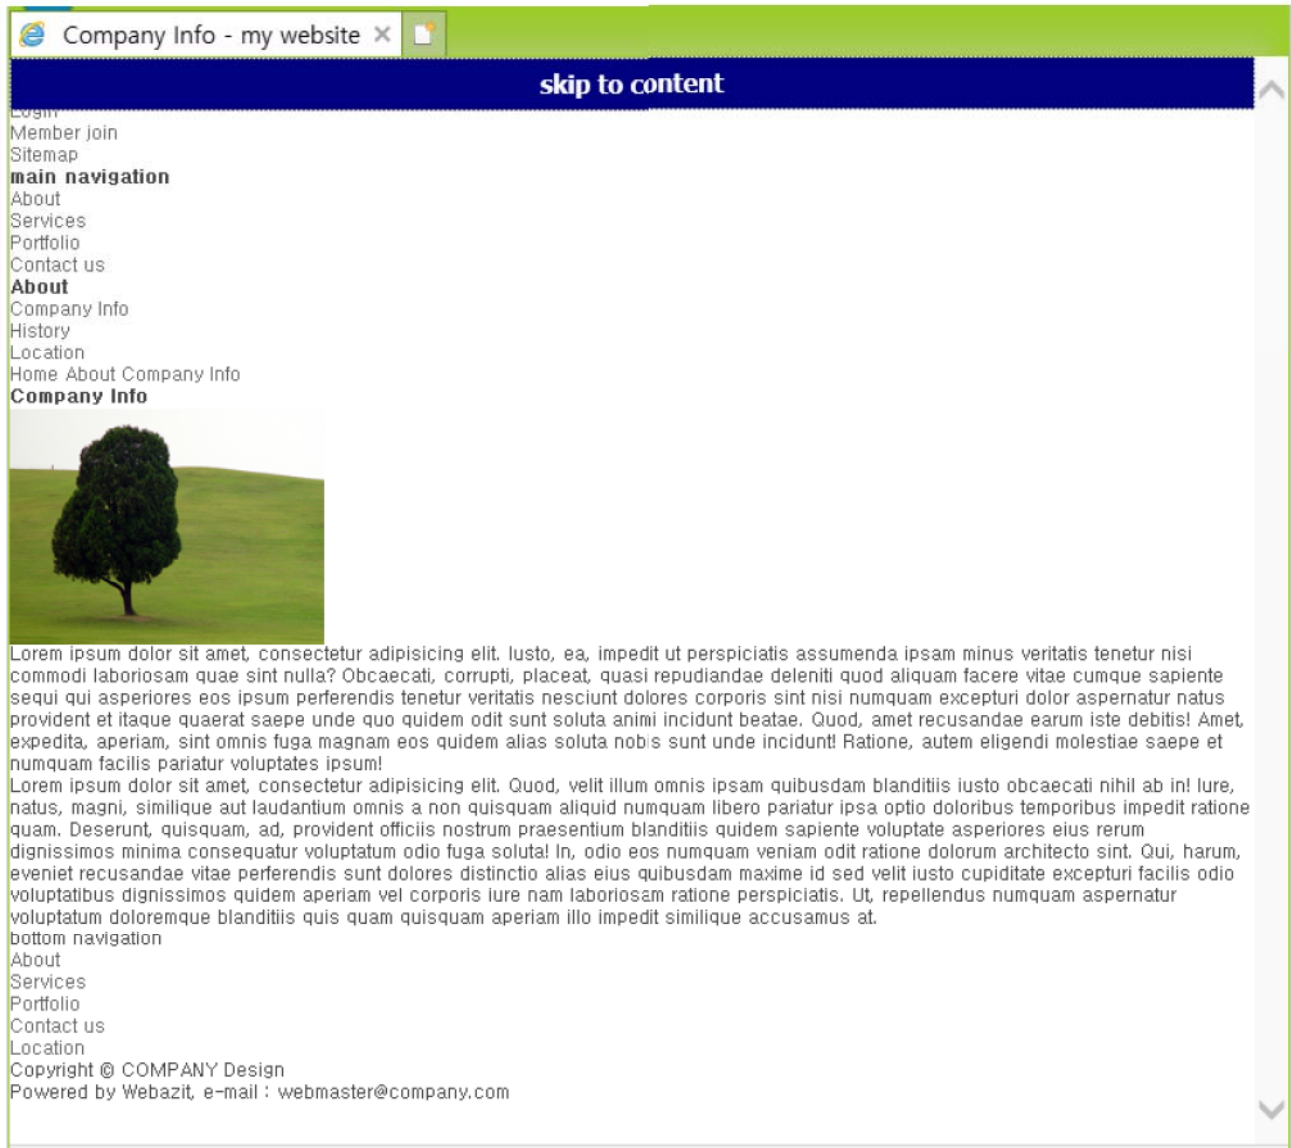 Company Info - my website
skip to content
Login
Member join
Sitemap
main navigation
About
Services
Portfolio
Contact us
About
Company Info
History
Location
Home About Company Info
Company Info
Lorem ipsum dolor sit amet, consectetur adipisicing elit. Iusto, ea, impedit ut perspiciatis assumenda ipsam minus veritatis tenetur nisi
commodi laboriosam quae sint nulla? Obcaecati, corrupti, placeat, quasi repudiandae deleniti quod aliquam facere vitae cumque sapiente
sequi qui asperiores eos ipsum perferendis tenetur veritatis nesciunt dolores corporis sint nisi numquam excepturi dolor aspernatur natus
provident et itaque quaerat saepe unde quo quidem odit sunt soluta animi incidunt beatae. Quod, amet recusandae earum iste debitis! Amet,
expedita, aperiam, sint omnis fuga magnam eos quidem alias soluta nobis sunt unde incidunt! Ratione, autem eligendi molestiae saepe et
numquam facilis pariatur voluptates ipsum!
Lorem ipsum dolor sit amet, consectetur adipisicing elit. Quod, velit illum omnis ipsam quibusdam blanditiis iusto obcaecati nihil ab in! Iure,
natus, magni, similique aut laudantium omnis a non quisquam aliquid numquam libero pariatur ipsa optio doloribus temporibus impedit ratione
quam. Deserunt, quisquam, ad, provident officiis nostrum praesentium blanditiis quidem sapiente voluptate asperiores eius rerum
dignissimos minima consequatur voluptatum odio fuga soluta! In, odio eos numquam veniam odit ratione dolorum architecto sint. Qui, harum,
eveniet recusandae vitae perferendis sunt dolores distinctio alias eius quibusdam maxime id sed velit iusto cupiditate excepturi facilis odio
voluptatibus dignissimos quidem aperiam vel corporis iure nam laboriosam ratione perspiciatis. Ut, repellendus numquam aspernatur
voluptatum doloremque blanditiis quis quam quisquam aperiam illo impedit similique accusamus at.
bottom navigation
About
Services
Portfolio
Contact us
Location
Copyright © COMPANY Design
Powered by Webazit, e-mail : webmaster@company.com